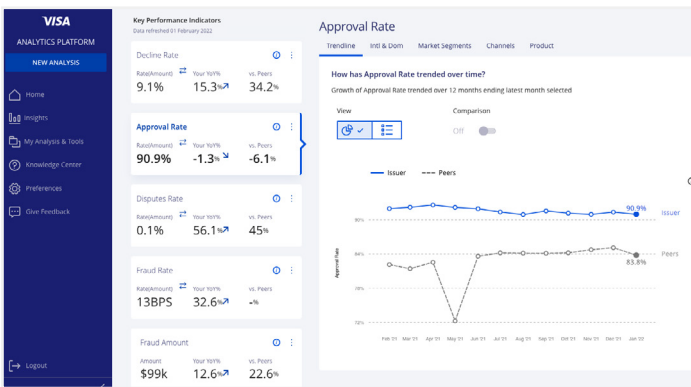 VISA
ANALYTICS PLATFORM
NEW ANALYSIS
Home
Insights
My Analysis & Tools
Knowledge Center
Preferences
Give Feedback
Logout
Key Performance Indicators
Data refreshed 01 February 2022
Decline Rate
Rate(Amount) Your YoY% vs. Peers
9.1% 15.3% 34.2%
Approval Rate
Rate(Amount) Your YoY% vs. Peers
90.9% -1.3% -6.1%
Disputes Rate
Rate(Amount) Your YoY% vs. Peers
0.1% 56.1% 45%
Fraud Rate
Rate(Amount) Your YoY% vs. Peers
13BPS 32.6% -%
Fraud Amount
Amount Your YoY% vs. Peers
$99k 12.6% 22.6%
Approval Rate
Trendline Intl & Dom Market Segments Channels Product
How has Approval Rate trended over time?
Growth of Approval Rate trended over 12 months ending latest month selected
View Comparison
Off
Issuer Peers
90.9% Issuer
Peers
83.8%
Approval Rate
78%
72%
Feb '21 Mar '21 Apr '21 May '21 Jun '21 Jul '21 Aug '21 Sep '21 Oct '21 Nov '21 Dec '21 Jan '22